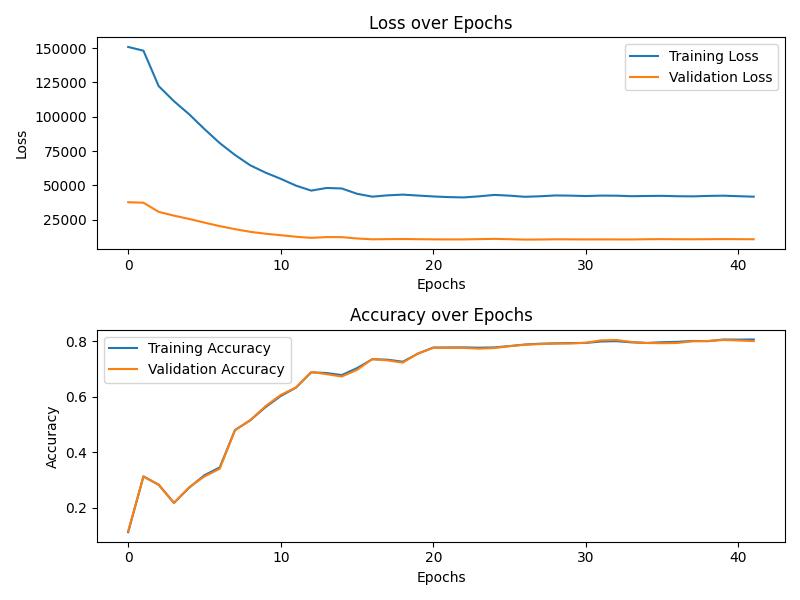 Loss over Epochs
150000
125000
100000
75000
50000
25000
Loss
Training Loss
Validation Loss
0 10 20 30 40
Epochs
Accuracy over Epochs
0.8
0.6
0.4
0.2
Accuracy
Training Accuracy
Validation Accuracy
0 10 20 30 40
Epochs